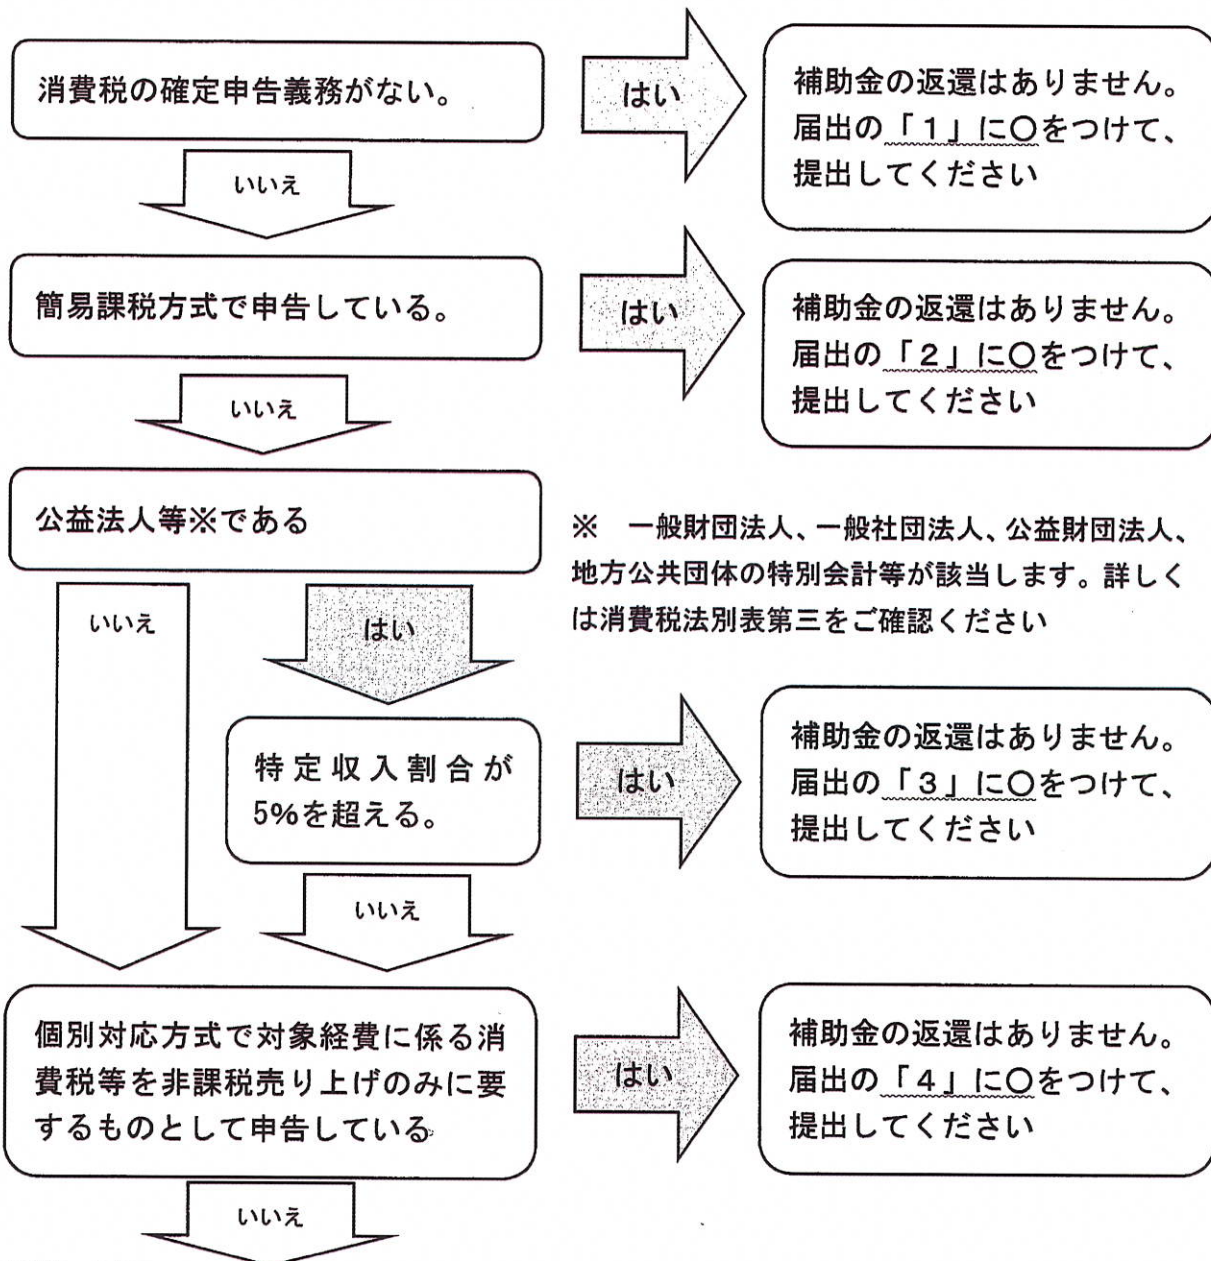 消費税の確定申告義務がない。
はい
補助金の返還はありません。
届出の「1」に○をつけて、
提出してください
いいえ
簡易課税方式で申告している。
はい
補助金の返還はありません。
届出の「2」に○をつけて、
提出してください
いいえ
公益法人等※である
※　一般財団法人、一般社団法人、公益財団法人、
地方公共団体の特別会計等が該当します。詳しく
は消費税法別表第三をご確認ください
いいえ
はい
特定収入割合が
5%を超える。
はい
補助金の返還はありません。
届出の「3」に○をつけて、
提出してください
いいえ
個別対応方式で対象経費に係る消
費税等を非課税売り上げのみに要
するものとして申告している。
はい
補助金の返還はありません。
届出の「4」に○をつけて、
提出してください
いいえ